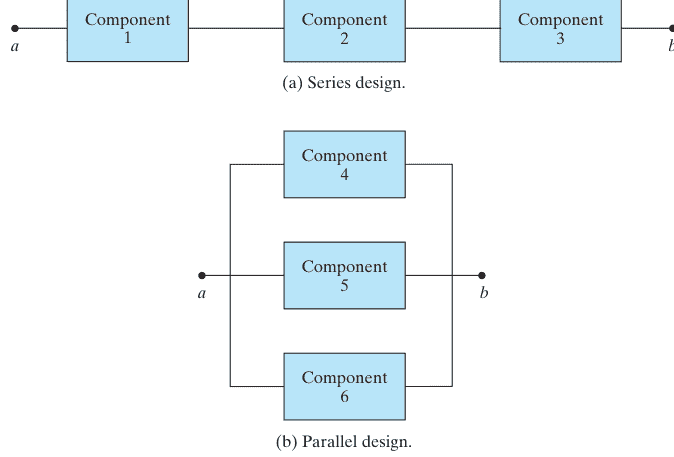 Component
1
Component
2
Component
3
a
b
(a) Series design.
Component
4
Component
5
a
b
Component
6
(b) Parallel design.